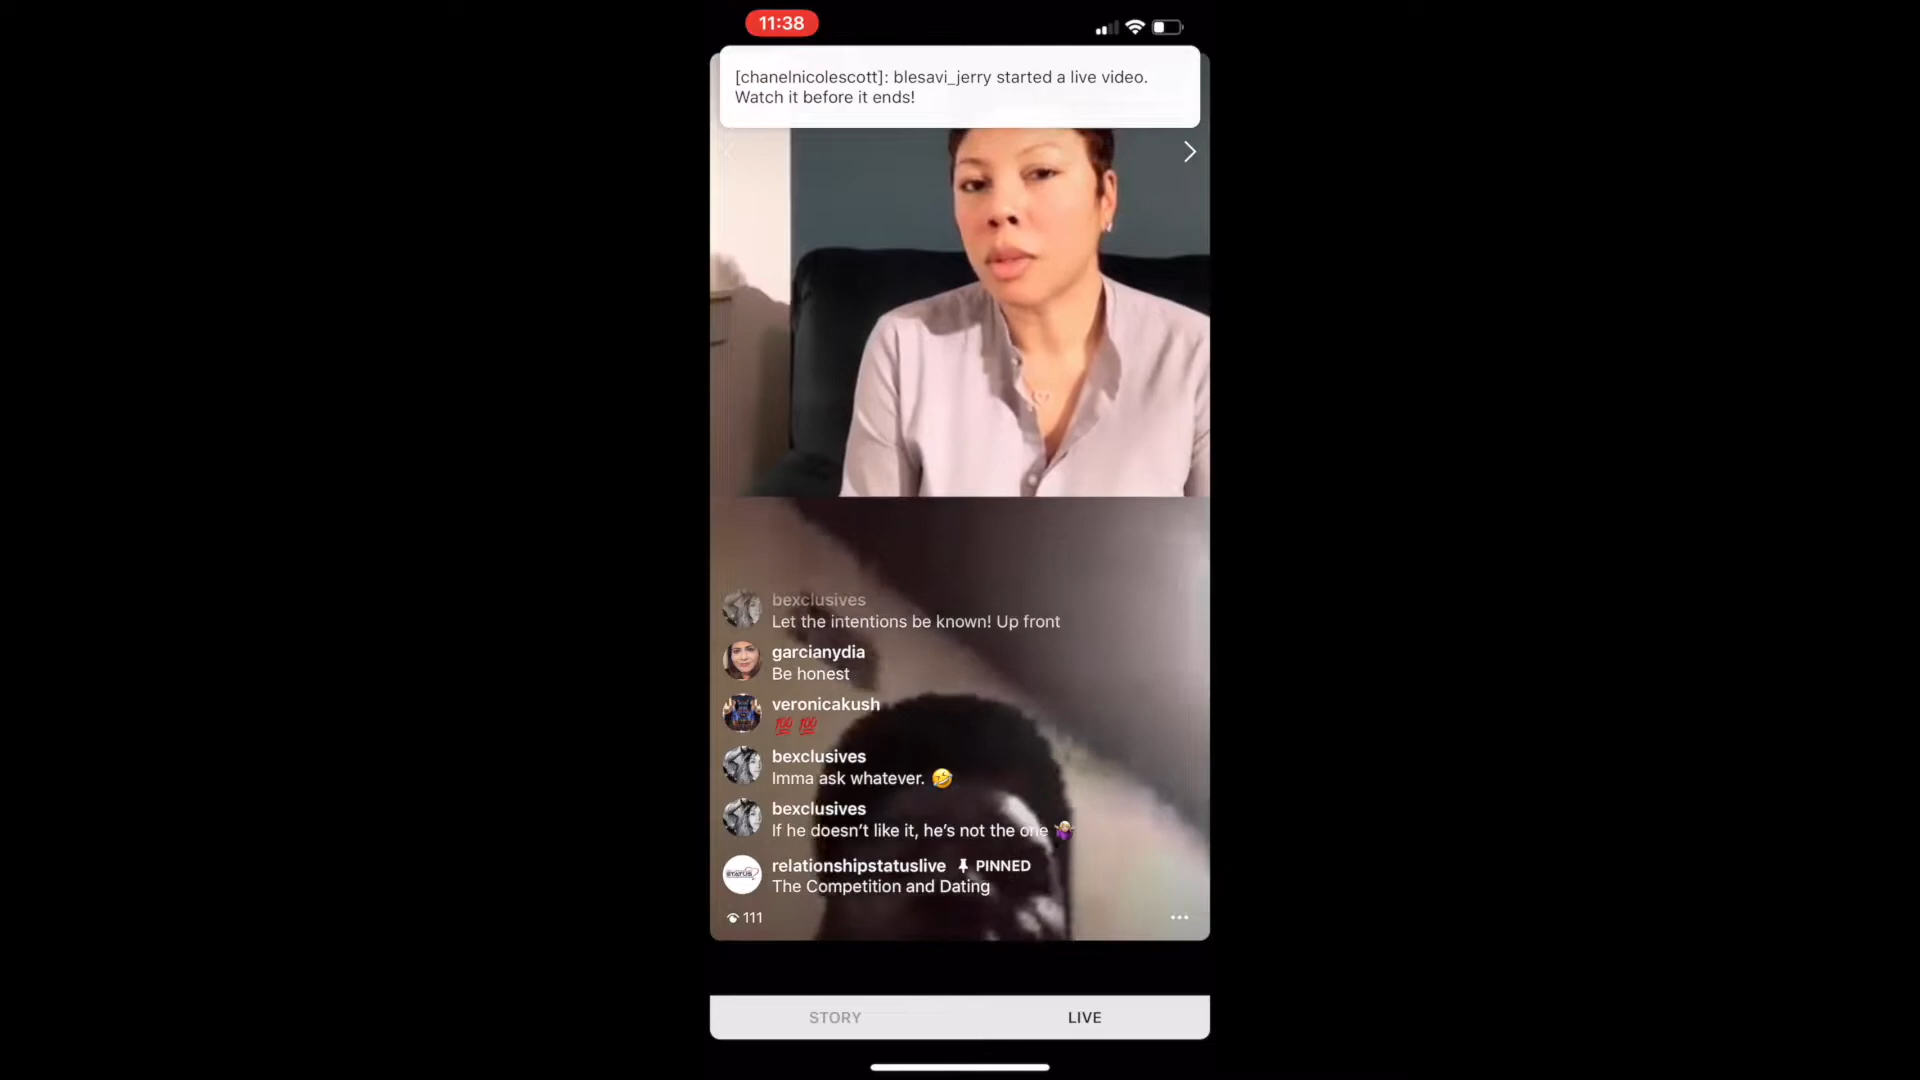 11:38
[chanelnicolescott]: blesavi_jerry started a live video.
Watch it before it ends!
bexclusives
Let the intentions be known! Up front
garcianydia
Be honest
veronicakush
💯 💯
bexclusives
Imma ask whatever. 🤣
bexclusives
If he doesn’t like it, he’s not the one 🤷🏼‍♀️
STATUS
relationshipstatuslive PINNED
The Competition and Dating
111
STORY LIVE